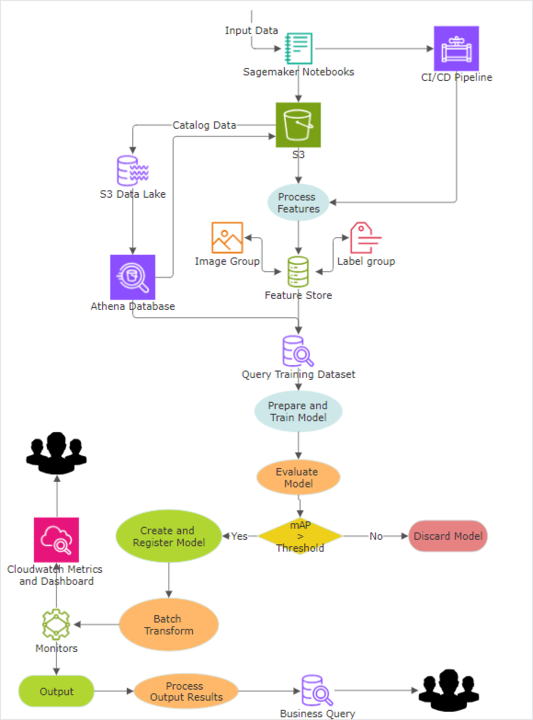 Input Data
Sagemaker Notebooks
CI/CD Pipeline
Catalog Data
S3
S3 Data Lake
Process
Features
Image Group
Label group
Athena Database
Feature Store
Query Training Dataset
Prepare and
Train Model
Evaluate
Model
Create and
Register Model
Yes
mAP
>
Threshold
No
Discard Model
Cloudwatch Metrics
and Dashboard
Batch
Transform
Monitors
Output
Process
Output Results
Business Query